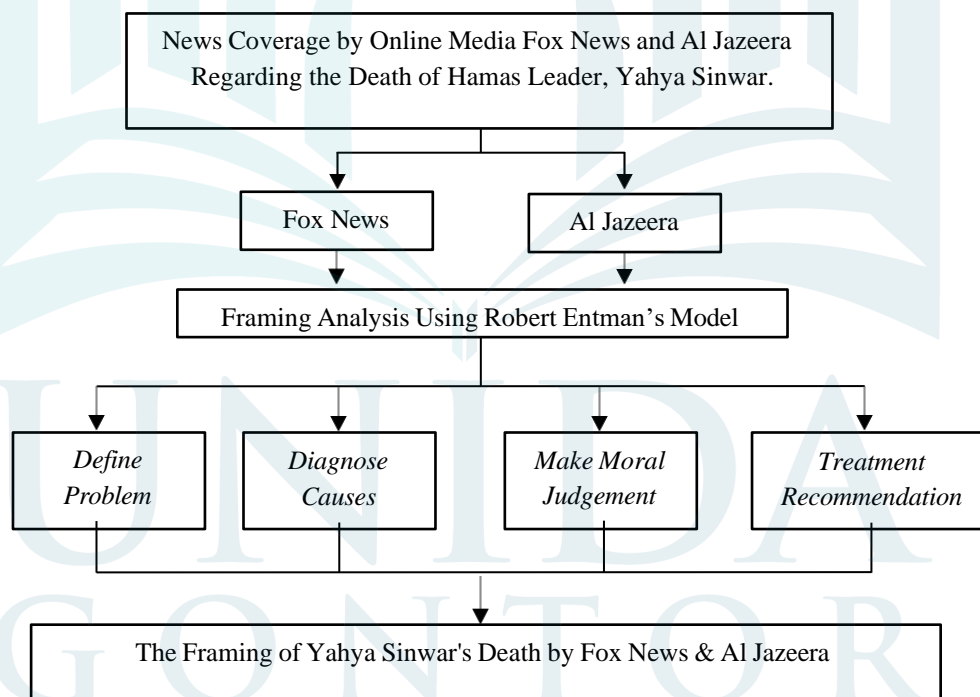 News Coverage by Online Media Fox News and Al Jazeera
Regarding the Death of Hamas Leader, Yahya Sinwar.
Fox News
Al Jazeera
Framing Analysis Using Robert Entman’s Model
Define
Problem
Diagnose
Causes
Make Moral
Judgement
Treatment
Recommendation
The Framing of Yahya Sinwar's Death by Fox News & Al Jazeera
UNIDA
GONTOR